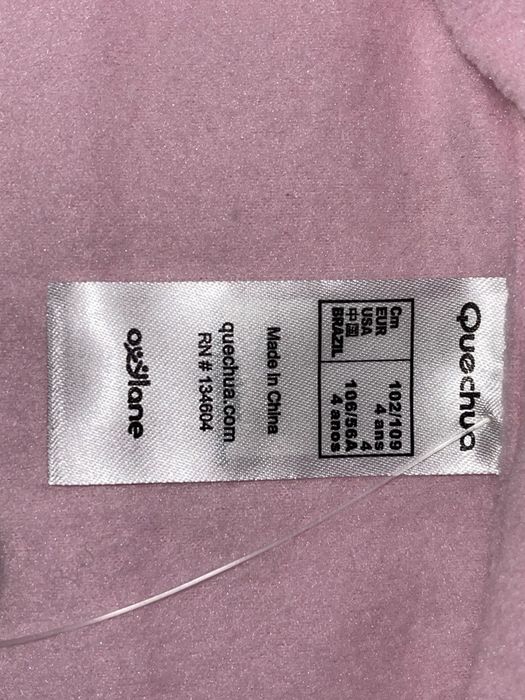 Quechua
Cm 102/109
EUR 4 ans
USA 4
中国 106/56A
BRAZIL 4 anos
Made In China
quechua.com
RN # 134604
oxylane